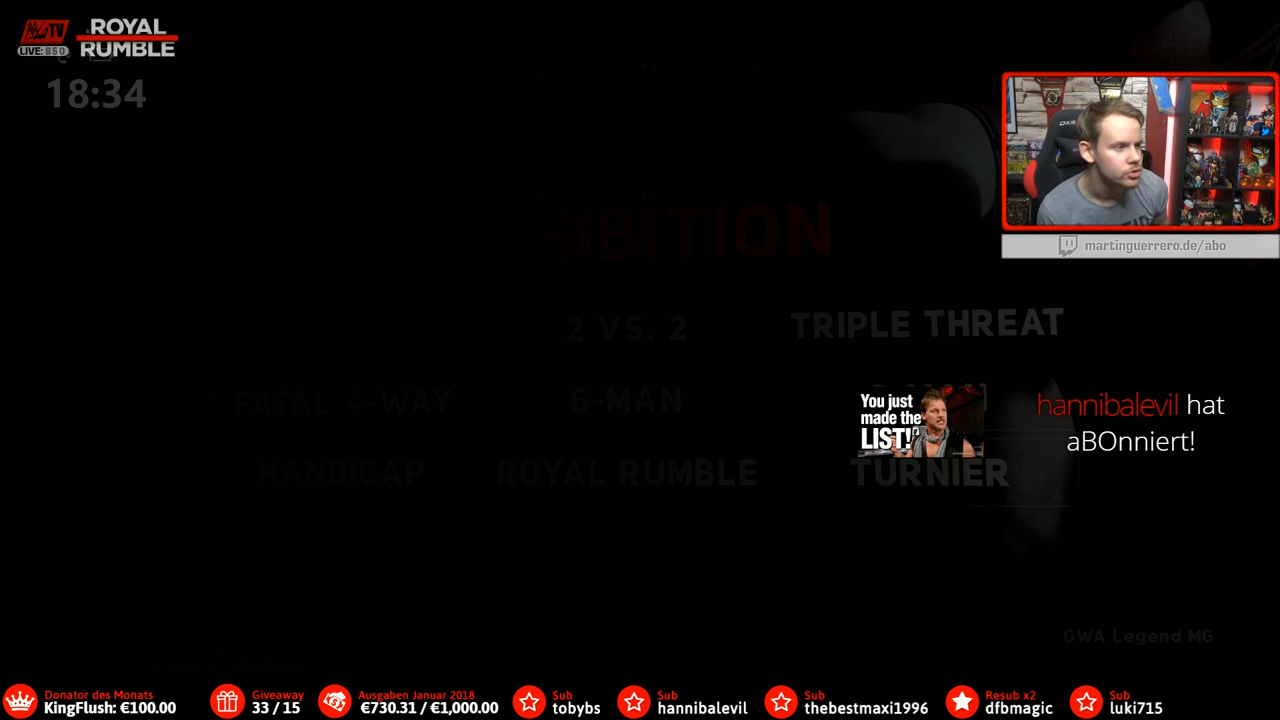 TV
LIVE: 850
ROYAL
RUMBLE
18:34
DXR
martinguerrero.de/abo
2 VS. 2
TRIPLE THREAT
FATAL 4-WAY
6-MAN
You just
made the
LIST!
hannibalevil hat
aBOnniert!
HANDICAP
ROYAL RUMBLE
TURNIER
GWA Legend MG
Donator des Monats
KingFlush: €100.00
Giveaway
33 / 15
Ausgaben Januar 2018
€730.31 / €1,000.00
Sub
tobybs
Sub
hannibalevil
Sub
thebestmaxi1996
Resub x2
dfbmagic
Sub
luki715